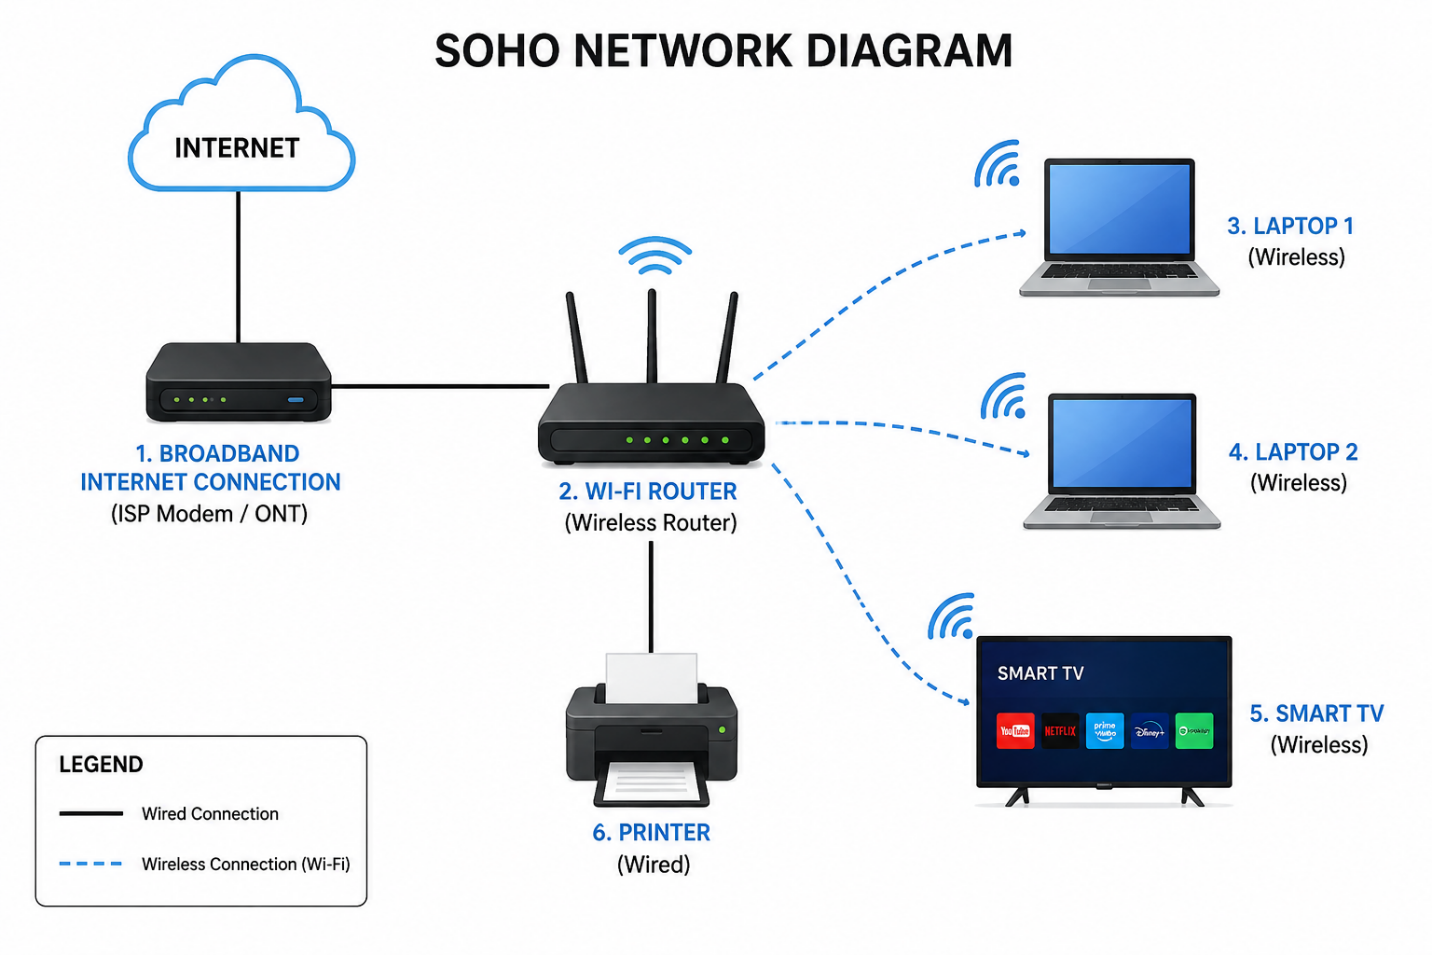 SOHO NETWORK DIAGRAM
INTERNET
1. BROADBAND
INTERNET CONNECTION
(ISP Modem / ONT)
2. WI-FI ROUTER
(Wireless Router)
3. LAPTOP 1
(Wireless)
4. LAPTOP 2
(Wireless)
SMART TV
YouTube
NETFLIX
prime
Disney+
5. SMART TV
(Wireless)
6. PRINTER
(Wired)
LEGEND
Wired Connection
Wireless Connection (Wi-Fi)